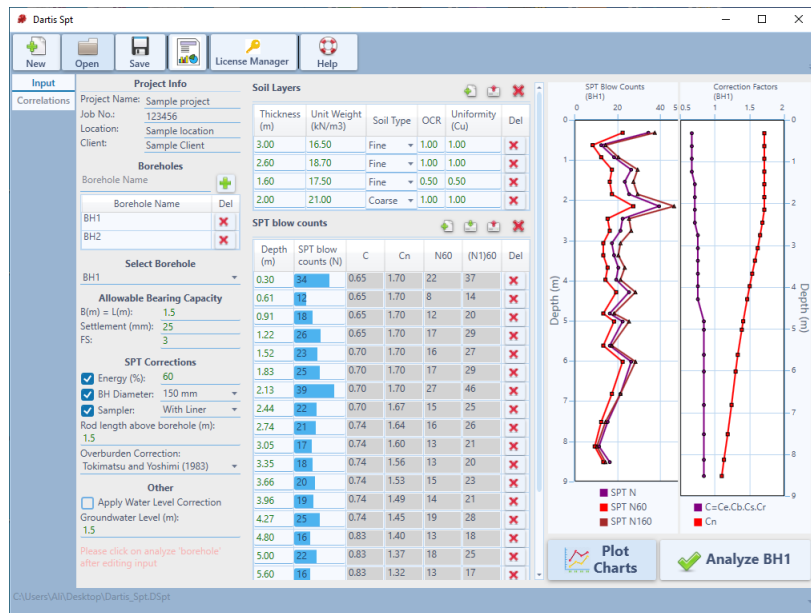 Dartis Spt
New Open Save License Manager Help
Input
Correlations
Project Info
Project Name: Sample project
Job No.: 123456
Location: Sample location
Client: Sample Client
Boreholes
Borehole Name
Borehole Name Del
BH1
BH2
Select Borehole
BH1
Allowable Bearing Capacity
B(m) = L(m): 1.5
Settlement (mm): 25
FS: 3
SPT Corrections
Energy (%): 60
BH Diameter: 150 mm
Sampler: With Liner
Rod length above borehole (m):
1.5
Overburden Correction:
Tokimatsu and Yoshimi (1983)
Other
Apply Water Level Correction
Groundwater Level (m):
1.5
Please click on analyze 'borehole'
after editing input
Soil Layers
Thickness (m) Unit Weight (kN/m3) Soil Type OCR Uniformity (Cu) Del
3.00 16.50 Fine 1.00 1.00
2.60 18.70 Fine 1.00 1.00
1.60 17.50 Fine 0.50 0.50
2.00 21.00 Coarse 1.00 1.00
SPT blow counts
Depth (m) SPT blow counts (N) C Cn N60 (N1)60 Del
0.30 34 0.65 1.70 22 37
0.61 12 0.65 1.70 8 14
0.91 18 0.65 1.70 12 20
1.22 26 0.65 1.70 17 29
1.52 23 0.70 1.70 16 27
1.83 25 0.70 1.70 17 29
2.13 39 0.70 1.70 27 46
2.44 22 0.70 1.67 15 25
2.74 21 0.74 1.64 16 26
3.05 17 0.74 1.60 13 21
3.35 18 0.74 1.56 13 20
3.66 20 0.74 1.53 15 23
3.96 19 0.74 1.49 14 21
4.27 25 0.74 1.45 19 28
4.80 16 0.83 1.40 13 18
5.00 22 0.83 1.37 18 25
5.60 16 0.83 1.32 13 17
SPT Blow Counts
(BH1)
0 20 40 5
0
1
2
3
4
5
6
7
8
9
Depth (m)
SPT N
SPT N60
SPT N160
Correction Factors
(BH1)
0.5 1 1.5 2
0
1
2
3
4
5
6
7
8
9
Depth (m)
C=Ce.Cb.Cs.Cr
Cn
Plot Charts
Analyze BH1
C:\Users\Ali\Desktop\Dartis_Spt.DSpt